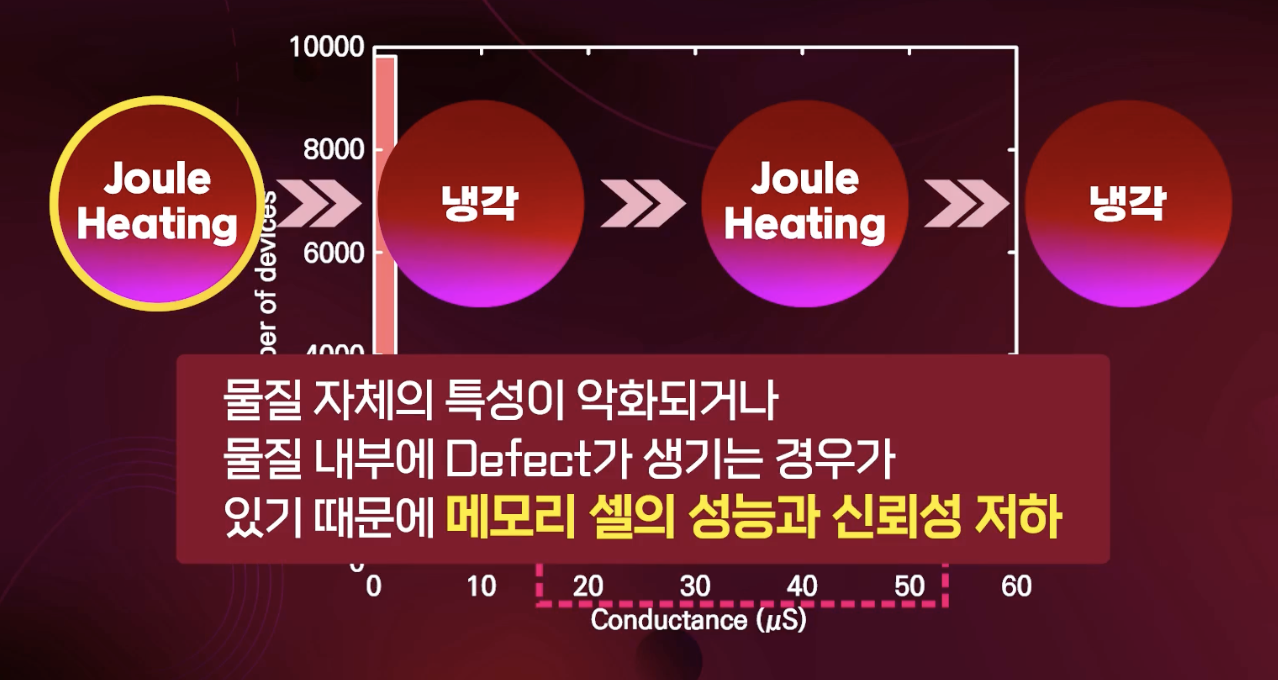 10000
Joule
Heating
냉각
Joule
Heating
냉각
8000
6000
4000
물질 자체의 특성이 악화되거나
물질 내부에 Defect가 생기는 경우가
있기 때문에 메모리 셀의 성능과 신뢰성 저하
of devices
0
0 10 20 30 40 50 60
Conductance (μS)